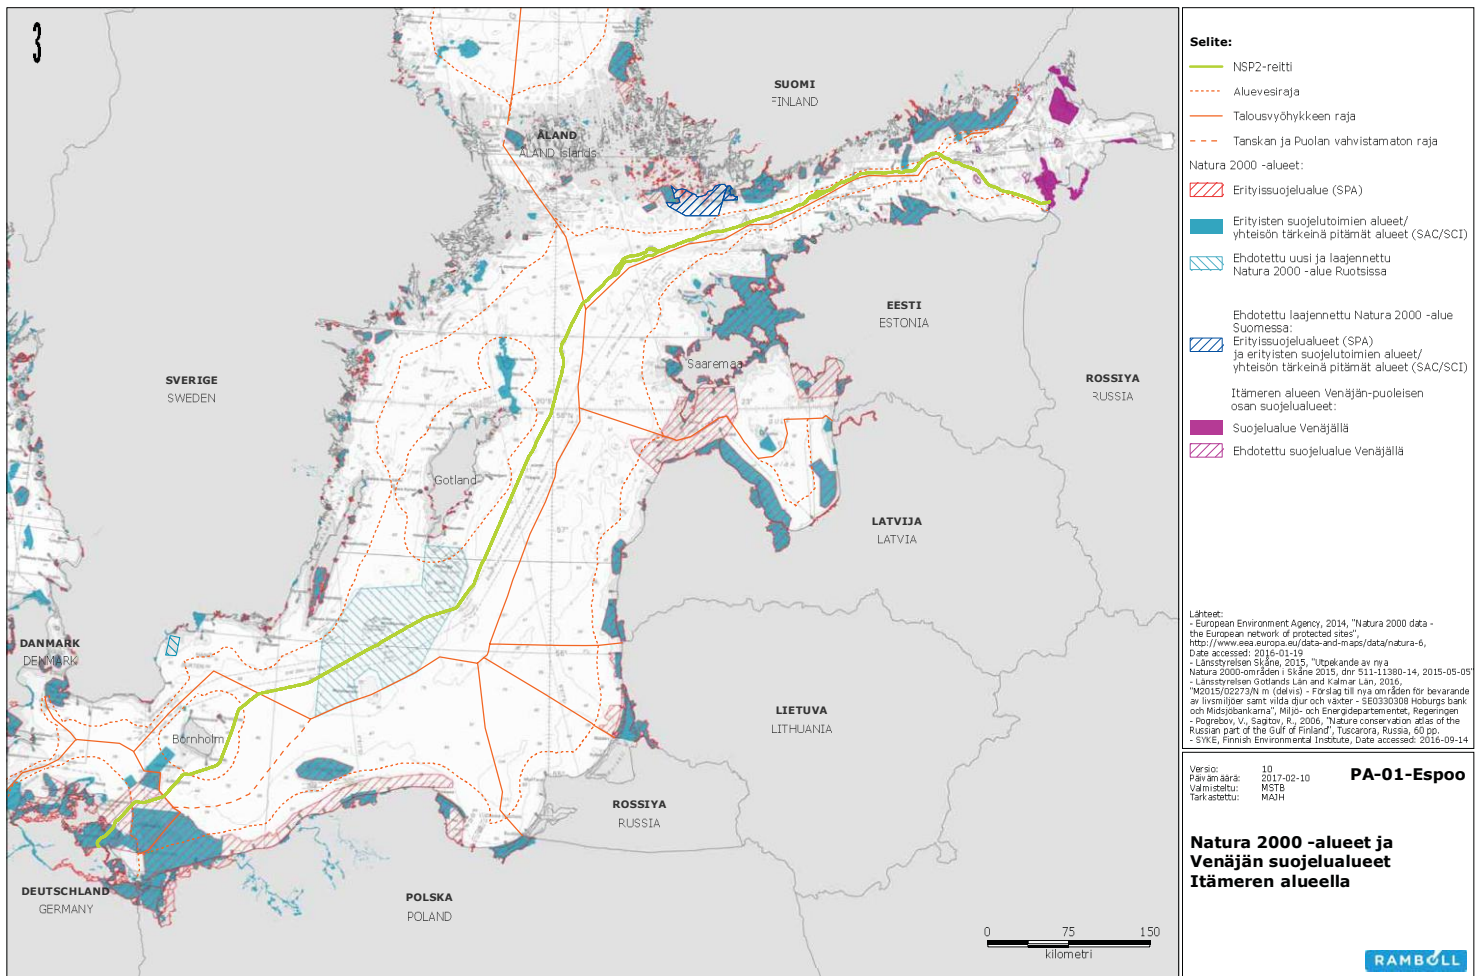 3
SUOMI
FINLAND
ÅLAND
ÅLAND Islands
EESTI
ESTONIA
Saaremaa
ROSSIYA
RUSSIA
SVERIGE
SWEDEN
Gotland
LATVIJA
LATVIA
DANMARK
DENMARK
Bornholm
LIETUVA
LITHUANIA
ROSSIYA
RUSSIA
DEUTSCHLAND
GERMANY
POLSKA
POLAND
0 75 150
kilometri
Selite:
NSP2-reitti
Aluevesiraja
Talousvyöhykkeen raja
Tanskan ja Puolan vahvistamaton raja
Natura 2000 -alueet:
Erityissuojelualue (SPA)
Erityisten suojelutoimien alueet/
yhteisön tärkeinä pitämät alueet (SAC/SCI)
Ehdotettu uusi ja laajennettu
Natura 2000 -alue Ruotsissa
Ehdotettu laajennettu Natura 2000 -alue
Suomessa:
Erityissuojelualueet (SPA)
ja erityisten suojelutoimien alueet/
yhteisön tärkeinä pitämät alueet (SAC/SCI)
Itämeren alueen Venäjän-puoleisen
osan suojelualueet:
Suojelualue Venäjällä
Ehdotettu suojelualue Venäjällä
Lähteet:
- European Environment Agency, 2014, "Natura 2000 data -
the European network of protected sites",
http://www.eea.europa.eu/data-and-maps/data/natura-6,
Date accessed: 2016-01-19
- Länsstyrelsen Skåne, 2015, "Utpekande av nya
Natura 2000-områden i Skåne 2015, dnr 511-11380-14, 2015-05-05"
- Länsstyrelsen Gotlands Län and Kalmar Län, 2016,
"M2015/02273/N m (delvis) - Förslag till nya områden för bevarande
av livsmiljöer samt vilda djur och växter - SE0330308 Hoburgs bank
och Midsjöbankarna", Miljö- och Energidepartementet, Regeringen
- Pogrebov, V., Sagitov, R., 2006, "Nature conservation atlas of the
Russian part of the Gulf of Finland", Tuscarora, Russia, 60 pp.
- SYKE, Finnish Environmental Institute, Date accessed: 2016-09-14
Versio: 10
Päivämäärä: 2017-02-10
Valmisteltu: MSTB
Tarkastettu: MAJH
PA-01-Espoo
Natura 2000 -alueet ja
Venäjän suojelualueet
Itämeren alueella
RAMBOLL